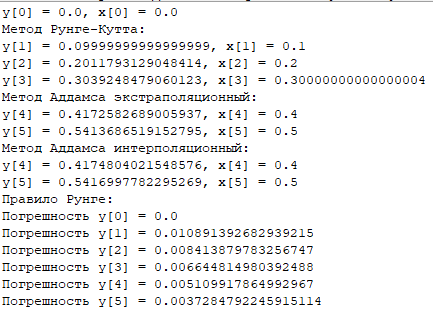 y[0] = 0.0, x[0] = 0.0
Метод Рунге-Кутта:
y[1] = 0.09999999999999999, x[1] = 0.1
y[2] = 0.2011793129048414, x[2] = 0.2
y[3] = 0.3039248479060123, x[3] = 0.30000000000000004
Метод Аддамса экстраполяционный:
y[4] = 0.4172582689005937, x[4] = 0.4
y[5] = 0.5413686519152795, x[5] = 0.5
Метод Аддамса интерполяционный:
y[4] = 0.4174804021548576, x[4] = 0.4
y[5] = 0.5416997782295269, x[5] = 0.5
Правило Рунге:
Погрешность y[0] = 0.0
Погрешность y[1] = 0.010891392682939215
Погрешность y[2] = 0.008413879783256747
Погрешность y[3] = 0.006644814980392488
Погрешность y[4] = 0.005109917864992967
Погрешность y[5] = 0.0037284792245915114